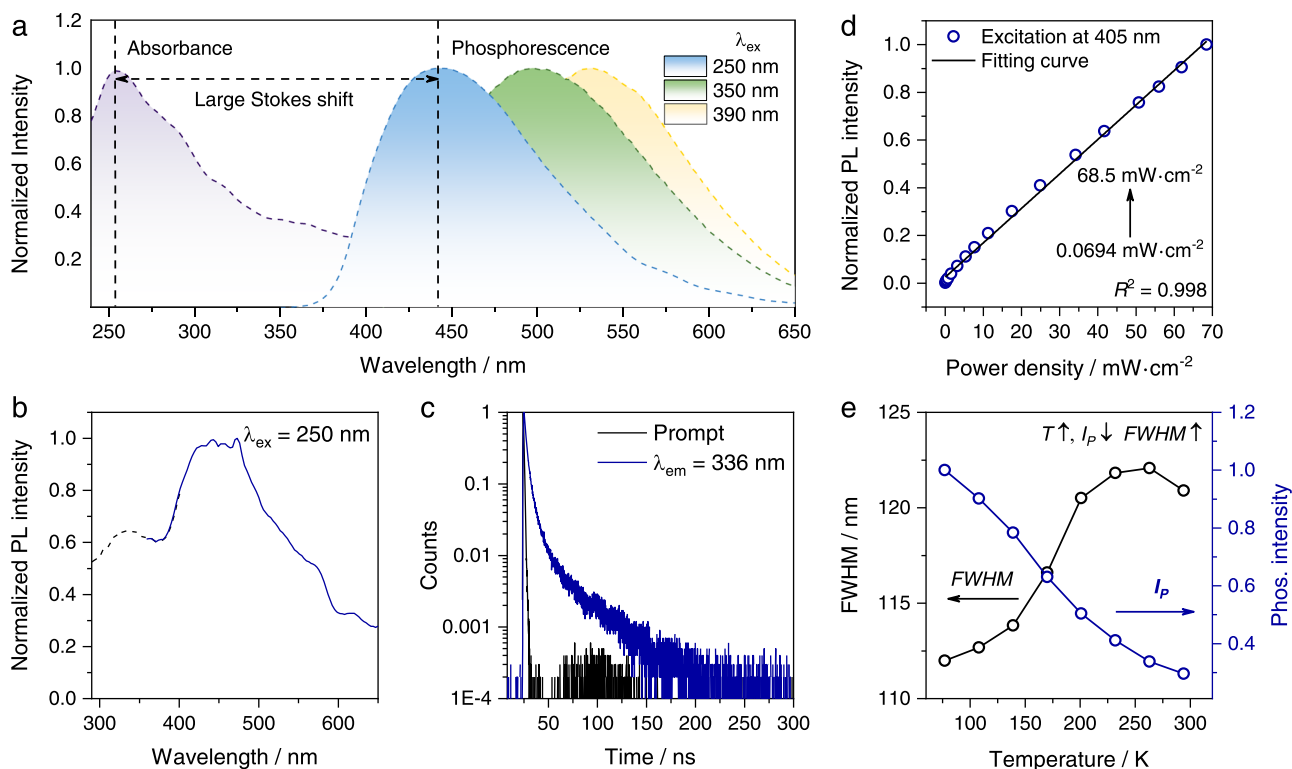 a
1.2
1.0
0.8
0.6
0.4
0.2
Normalized Intensity
Absorbance
Phosphorescence
Large Stokes shift
λex
250 nm
350 nm
390 nm
250
300
350
400
450
500
550
600
650
Wavelength / nm
d
1.0
0.8
0.6
0.4
0.2
0.0
Normalized PL intensity
Excitation at 405 nm
Fitting curve
68.5 mW·cm-2
0.0694 mW·cm-2
R2 = 0.998
0
10
20
30
40
50
60
70
Power density / mW·cm-2
b
1.0
0.8
0.6
0.4
0.2
0.0
Normalized PL intensity
λex = 250 nm
300
400
500
600
Wavelength / nm
c
1
0.1
0.01
0.001
1E-4
Counts
Prompt
λem = 336 nm
50
100
150
200
250
300
Time / ns
e
125
120
115
110
FWHM / nm
T↑, IP↓ FWHM↑
FWHM
IP
1.2
1.0
0.8
0.6
0.4
Phos. intensity
100
150
200
250
300
Temperature / K